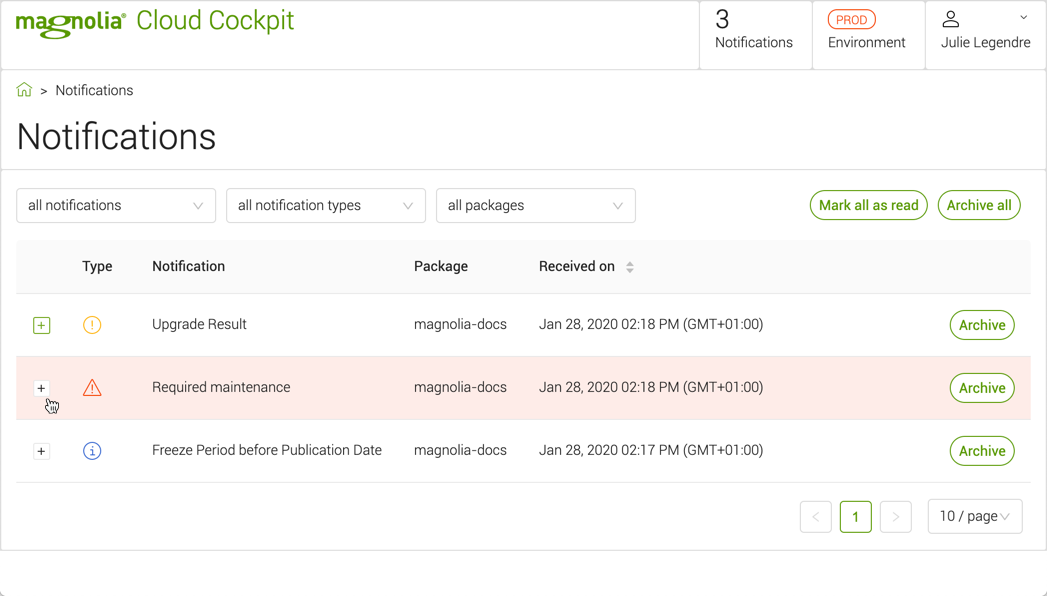 magnolia® Cloud Cockpit
3
Notifications
PROD
Environment
Julie Legendre
> Notifications
Notifications
all notifications
all notification types
all packages
Mark all as read
Archive all
Type Notification Package Received on
+ ! Upgrade Result magnolia-docs Jan 28, 2020 02:18 PM (GMT+01:00) Archive
+ ! Required maintenance magnolia-docs Jan 28, 2020 02:18 PM (GMT+01:00) Archive
+ i Freeze Period before Publication Date magnolia-docs Jan 28, 2020 02:17 PM (GMT+01:00) Archive
< 1 > 10 / page